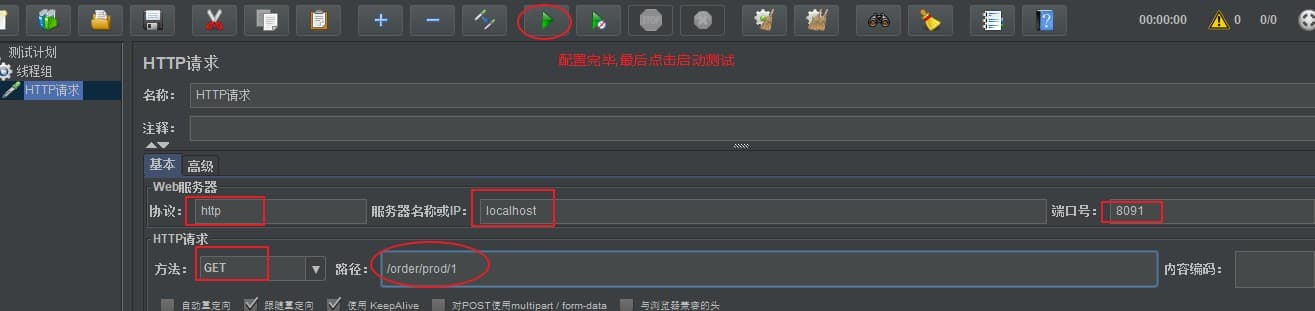 STOP
00:00:00
0
0/0
测试计划
线程组
HTTP请求
HTTP请求
配置完毕,最后点击启动测试
名称:
HTTP请求
注释:
基本
高级
Web服务器
协议:
http
服务器名称或IP:
localhost
端口号:
8091
HTTP请求
方法:
GET
路径:
/order/prod/1
内容编码:
自动重定向
跟随重定向
使用 KeepAlive
对POST使用multipart / form-data
与浏览器兼容的头